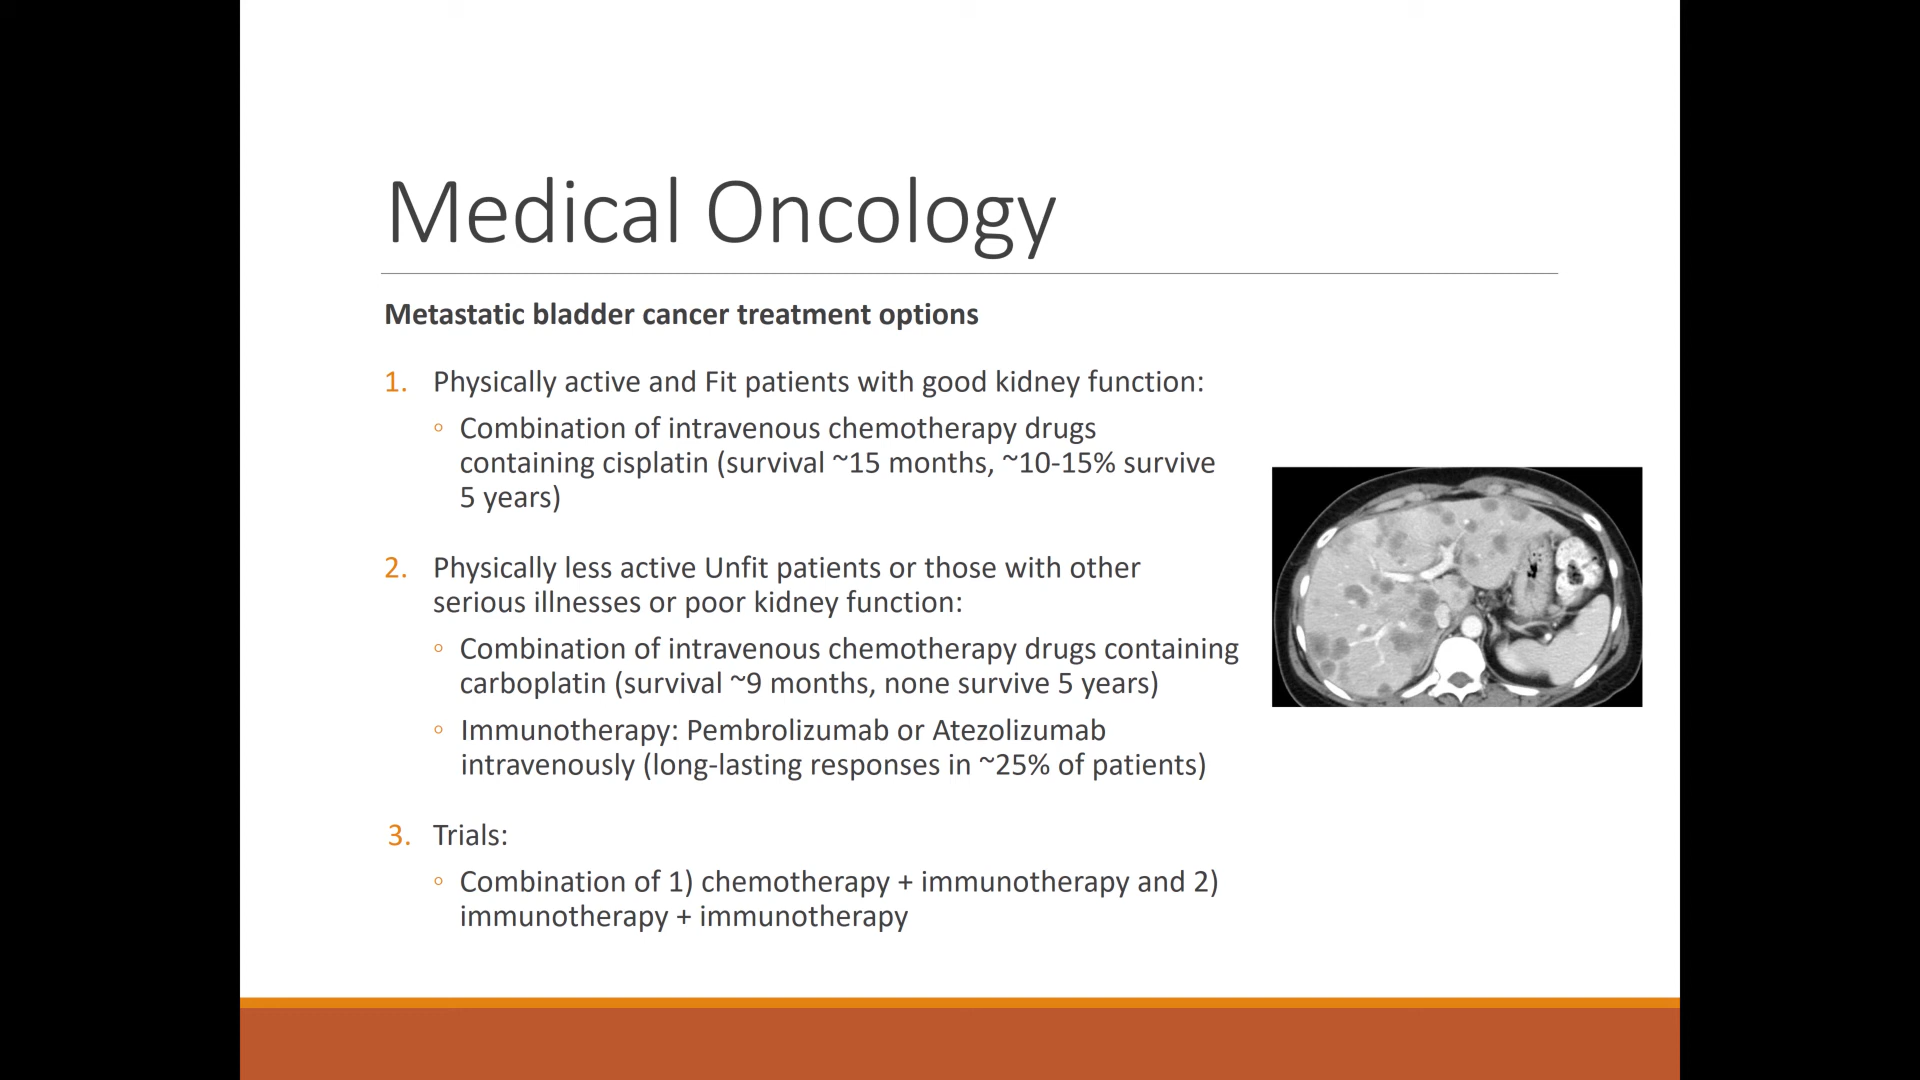 Medical Oncology
Metastatic bladder cancer treatment options
1. Physically active and Fit patients with good kidney function:
◦ Combination of intravenous chemotherapy drugs
containing cisplatin (survival ~15 months, ~10-15% survive
5 years)
2. Physically less active Unfit patients or those with other
serious illnesses or poor kidney function:
◦ Combination of intravenous chemotherapy drugs containing
carboplatin (survival ~9 months, none survive 5 years)
◦ Immunotherapy: Pembrolizumab or Atezolizumab
intravenously (long-lasting responses in ~25% of patients)
3. Trials:
◦ Combination of 1) chemotherapy + immunotherapy and 2)
immunotherapy + immunotherapy